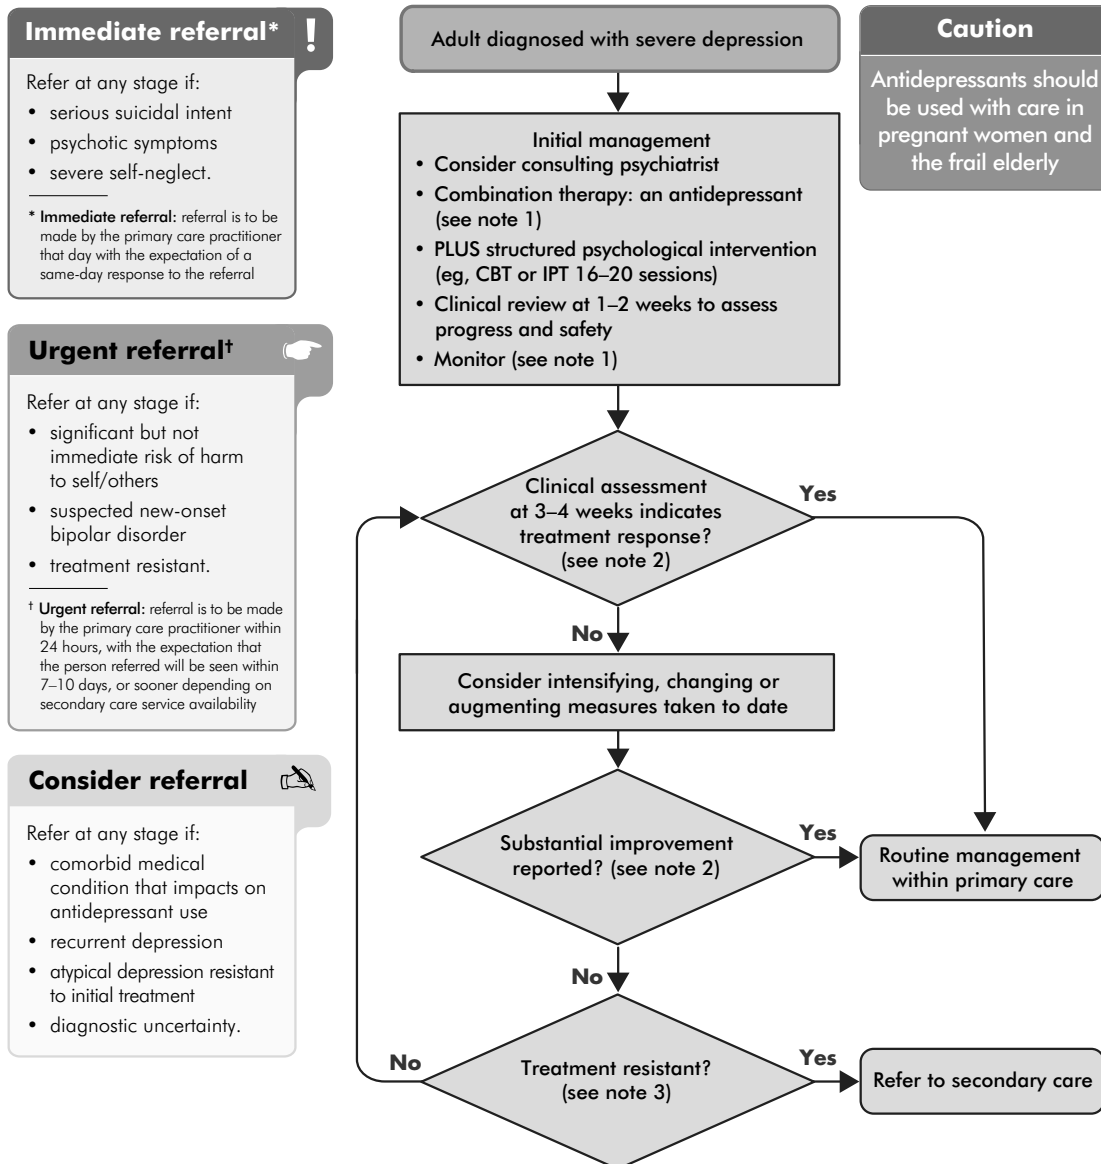 Immediate referral* !
Refer at any stage if:
• serious suicidal intent
• psychotic symptoms
• severe self-neglect.
* Immediate referral: referral is to be
made by the primary care practitioner
that day with the expectation of a
same-day response to the referral
Urgent referral†
Refer at any stage if:
• significant but not
immediate risk of harm
to self/others
• suspected new-onset
bipolar disorder
• treatment resistant.
† Urgent referral: referral is to be made
by the primary care practitioner within
24 hours, with the expectation that
the person referred will be seen within
7–10 days, or sooner depending on
secondary care service availability
Consider referral
Refer at any stage if:
• comorbid medical
condition that impacts on
antidepressant use
• recurrent depression
• atypical depression resistant
to initial treatment
• diagnostic uncertainty.
Adult diagnosed with severe depression
Initial management
• Consider consulting psychiatrist
• Combination therapy: an antidepressant
(see note 1)
• PLUS structured psychological intervention
(eg, CBT or IPT 16–20 sessions)
• Clinical review at 1–2 weeks to assess
progress and safety
• Monitor (see note 1)
Clinical assessment
at 3–4 weeks indicates
treatment response?
(see note 2)
Yes
No
Consider intensifying, changing or
augmenting measures taken to date
Substantial improvement
reported? (see note 2)
Yes
Routine management
within primary care
No
Treatment resistant?
(see note 3)
No
Yes
Refer to secondary care
Caution
Antidepressants should
be used with care in
pregnant women and
the frail elderly